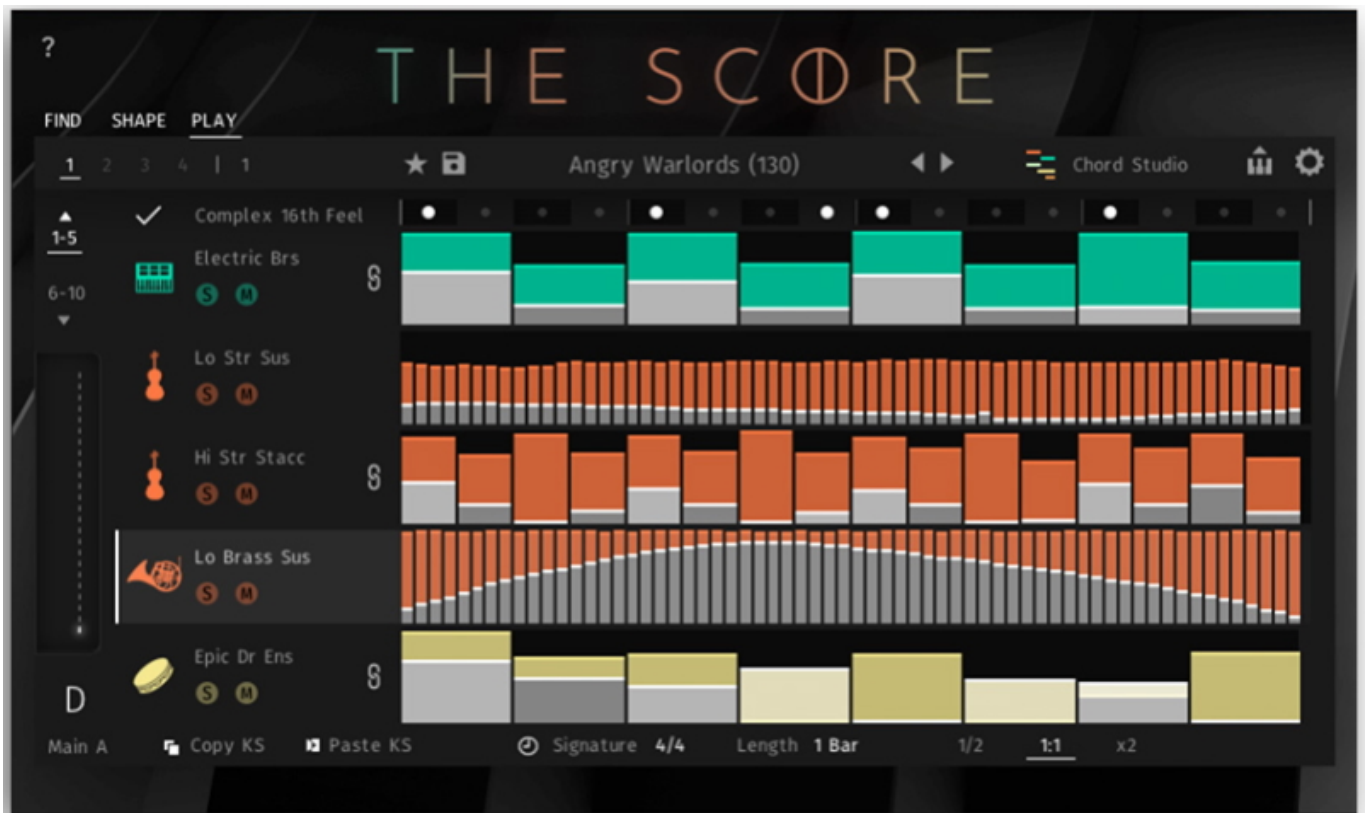 ?
THE SCORE
FIND SHAPE PLAY
1 2 3 4 | 1 Angry Warlords (130) Chord Studio
Complex 16th Feel
1-5
Electric Brs
S M
6-10
Lo Str Sus
S M
Hi Str Stacc
S M
Lo Brass Sus
S M
Epic Dr Ens
S M
D
Main A Copy KS Paste KS Signature 4/4 Length 1 Bar 1/2 1:1 x2